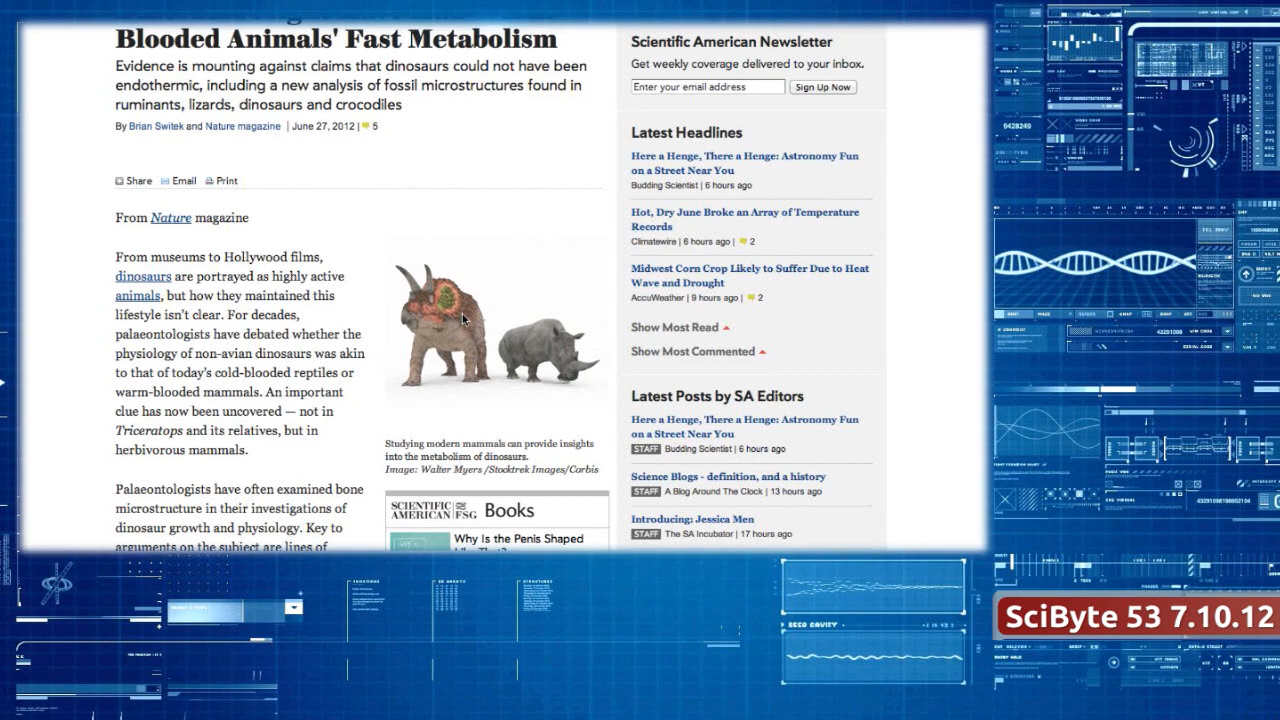 Blooded Animals' Fast Metabolism
Evidence is mounting against claims that dinosaurs could not have been
endothermic, including a new analysis of fossil microstructures found in
ruminants, lizards, dinosaurs and crocodiles
By Brian Switek and Nature magazine | June 27, 2012 | 5
Share Email Print
From Nature magazine
From museums to Hollywood films,
dinosaurs are portrayed as highly active
animals, but how they maintained this
lifestyle isn't clear. For decades,
palaeontologists have debated whether the
physiology of non-avian dinosaurs was akin
to that of today's cold-blooded reptiles or
warm-blooded mammals. An important
clue has now been uncovered — not in
Triceratops and its relatives, but in
herbivorous mammals.
Palaeontologists have often examined bone
microstructure in their investigations of
dinosaur growth and physiology. Key to
arguments on the subject are lines of
Studying modern mammals can provide insights
into the metabolism of dinosaurs.
Image: Walter Myers /Stocktrek Images/Corbis
SCIENTIFIC AMERICAN | FSG Books
Why Is the Penis Shaped
Like That?
Scientific American Newsletter
Get weekly coverage delivered to your inbox.
Enter your email address Sign Up Now
Latest Headlines
Here a Henge, There a Henge: Astronomy Fun
on a Street Near You
Budding Scientist | 6 hours ago
Hot, Dry June Broke an Array of Temperature
Records
Climatewire | 6 hours ago | 2
Midwest Corn Crop Likely to Suffer Due to Heat
Wave and Drought
AccuWeather | 9 hours ago | 2
Show Most Read
Show Most Commented
Latest Posts by SA Editors
Here a Henge, There a Henge: Astronomy Fun
on a Street Near You
STAFF Budding Scientist | 6 hours ago
Science Blogs - definition, and a history
STAFF A Blog Around The Clock | 13 hours ago
Introducing: Jessica Men
STAFF The SA Incubator | 17 hours ago
9428249
SciByte 53 7.10.12